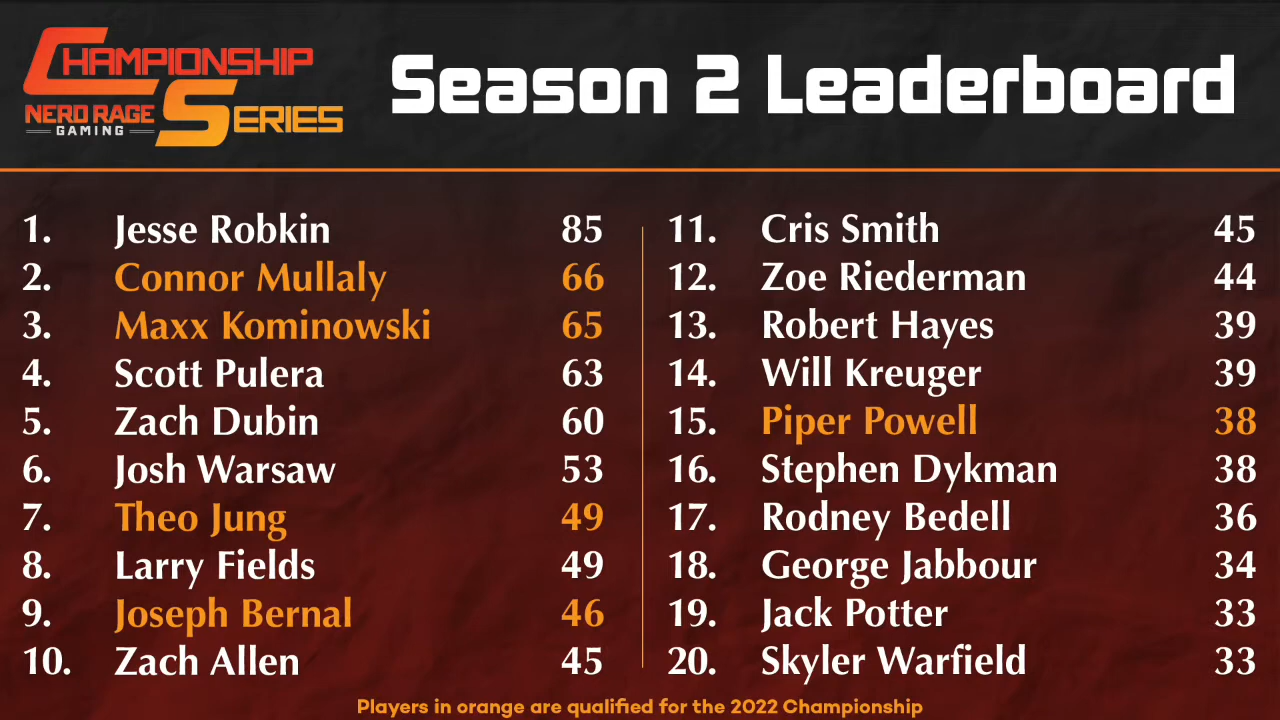 CHAMPIONSHIP
NERD RAGE
GAMING
SERIES
Season 2 Leaderboard
1. Jesse Robkin 85
2. Connor Mullaly 66
3. Maxx Kominowski 65
4. Scott Pulera 63
5. Zach Dubin 60
6. Josh Warsaw 53
7. Theo Jung 49
8. Larry Fields 49
9. Joseph Bernal 46
10. Zach Allen 45
11. Cris Smith 45
12. Zoe Riederman 44
13. Robert Hayes 39
14. Will Kreuger 39
15. Piper Powell 38
16. Stephen Dykman 38
17. Rodney Bedell 36
18. George Jabbour 34
19. Jack Potter 33
20. Skyler Warfield 33
Players in orange are qualified for the 2022 Championship